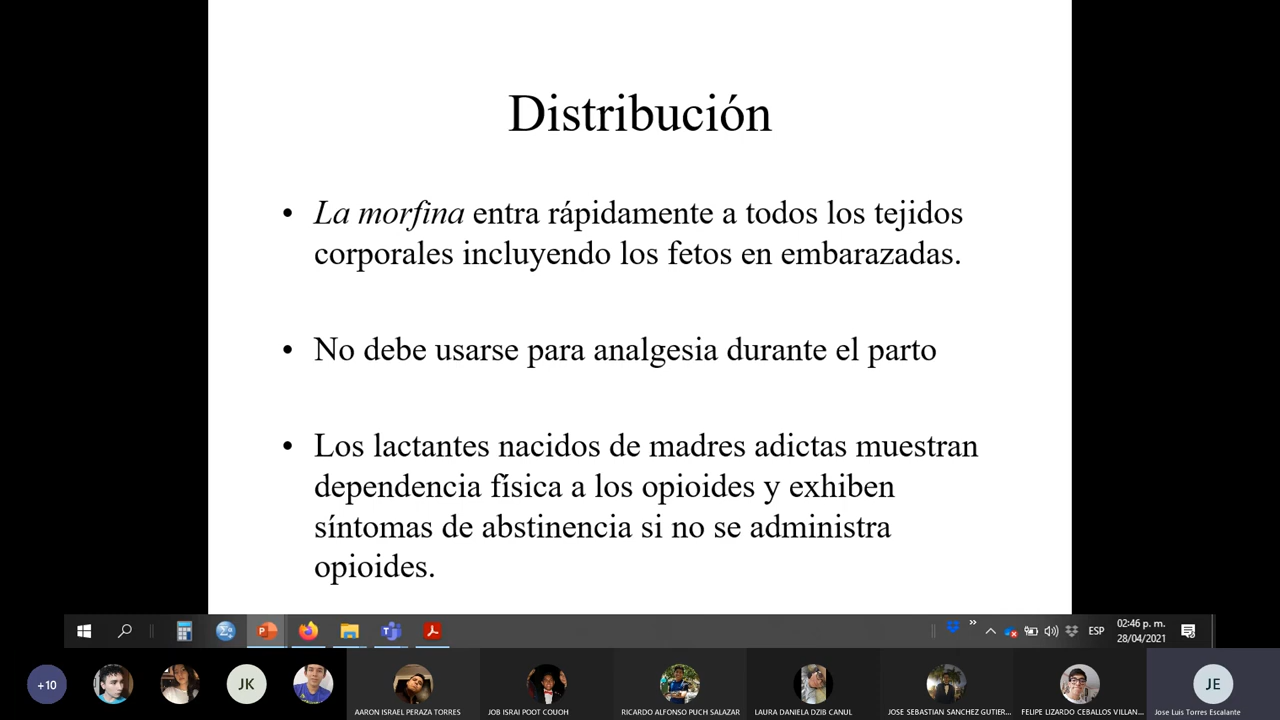 Distribución
• La morfina entra rápidamente a todos los tejidos
corporales incluyendo los fetos en embarazadas.
• No debe usarse para analgesia durante el parto
• Los lactantes nacidos de madres adictas muestran
dependencia física a los opioides y exhiben
síntomas de abstinencia si no se administra
opioides.
ESP
02:46 p. m.
28/04/2021
+10
JK
JE
AARON ISRAEL PERAZA TORRES
JOB ISRAI POOT COUOH
RICARDO ALFONSO PUCH SALAZAR
LAURA DANIELA DZIB CANUL
JOSE SEBASTIAN SANCHEZ GUTIER...
FELIPE LIZARDO CEBALLOS VILLAN...
Jose Luis Torres Escalante